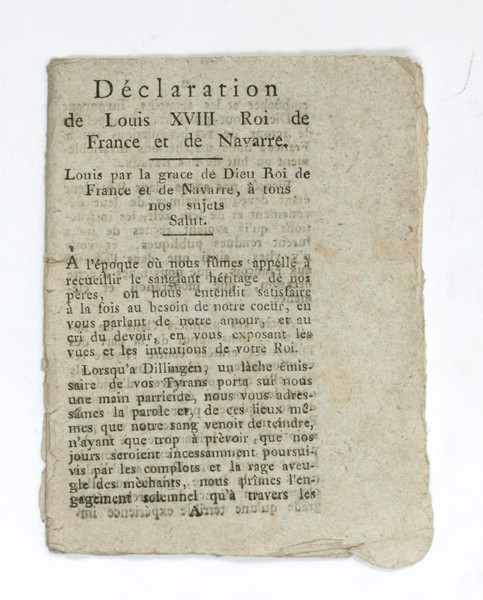 Déclaration
de Louis XVIII Roi de
France et de Navarre.
Louis par la grace de Dieu Roi de
France et de Navarre, à tous
nos sujets
Salut.
A l'époque où nous fûmes appellé à
recueillir le sanglant héritage de nos
pères, on nous entendit satisfaire
à la fois au besoin de notre coeur, en
vous parlant de notre amour, et au
cri du devoir, en vous exposant les
vues et les intentions de votre Roi.
Lorsqu'a Dillingen, un lâche émis-
saire de vos Tyrans porta sur nous
une main parricide, nous vous adres-
sâmes la parole et, de ces lieux mê-
mes que notre sang venoit de teindre,
n'ayant que trop à prèvoir, que nos
jours seroient incessamment poursui-
vis par les complots et la rage aveu-
gle des mèchants, nous prîmes l'en-
gagement solemnel qu'à travers les
A